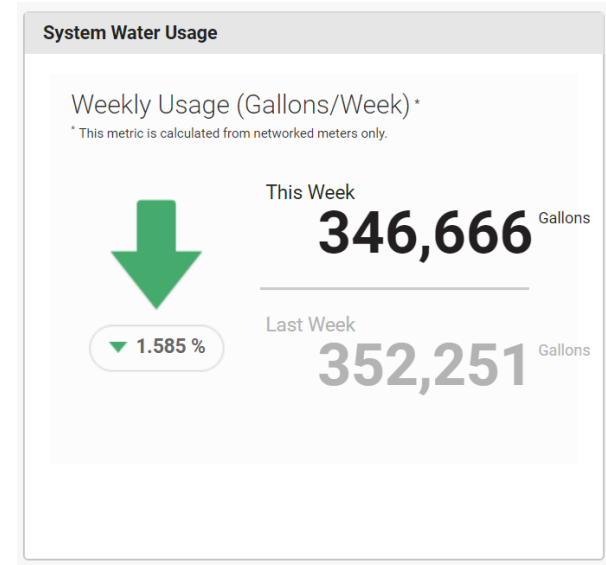 System Water Usage
Weekly Usage (Gallons/Week) *
* This metric is calculated from networked meters only.
This Week
346,666 Gallons
1.585 %
Last Week
352,251 Gallons